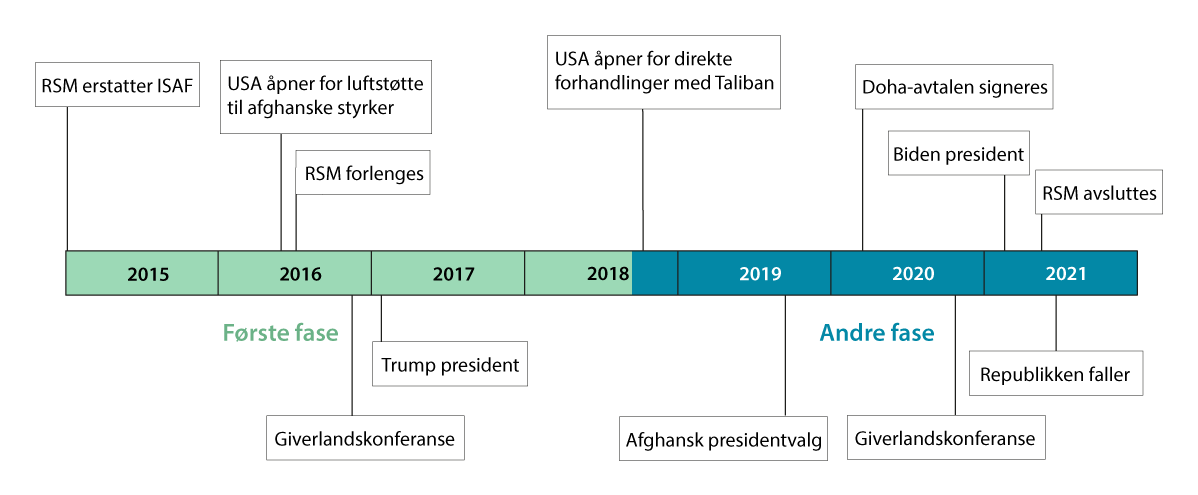 RSM erstatter ISAF
USA åpner for luftstøtte
til afghanske styrker
RSM forlenges
USA åpner for direkte
forhandlinger med Taliban
Doha-avtalen signeres
Biden president
RSM avsluttes
2015 2016 2017 2018 2019 2020 2021
Første fase
Andre fase
Trump president
Giverlandskonferanse
Afghansk presidentvalg
Giverlandskonferanse
Republikken faller